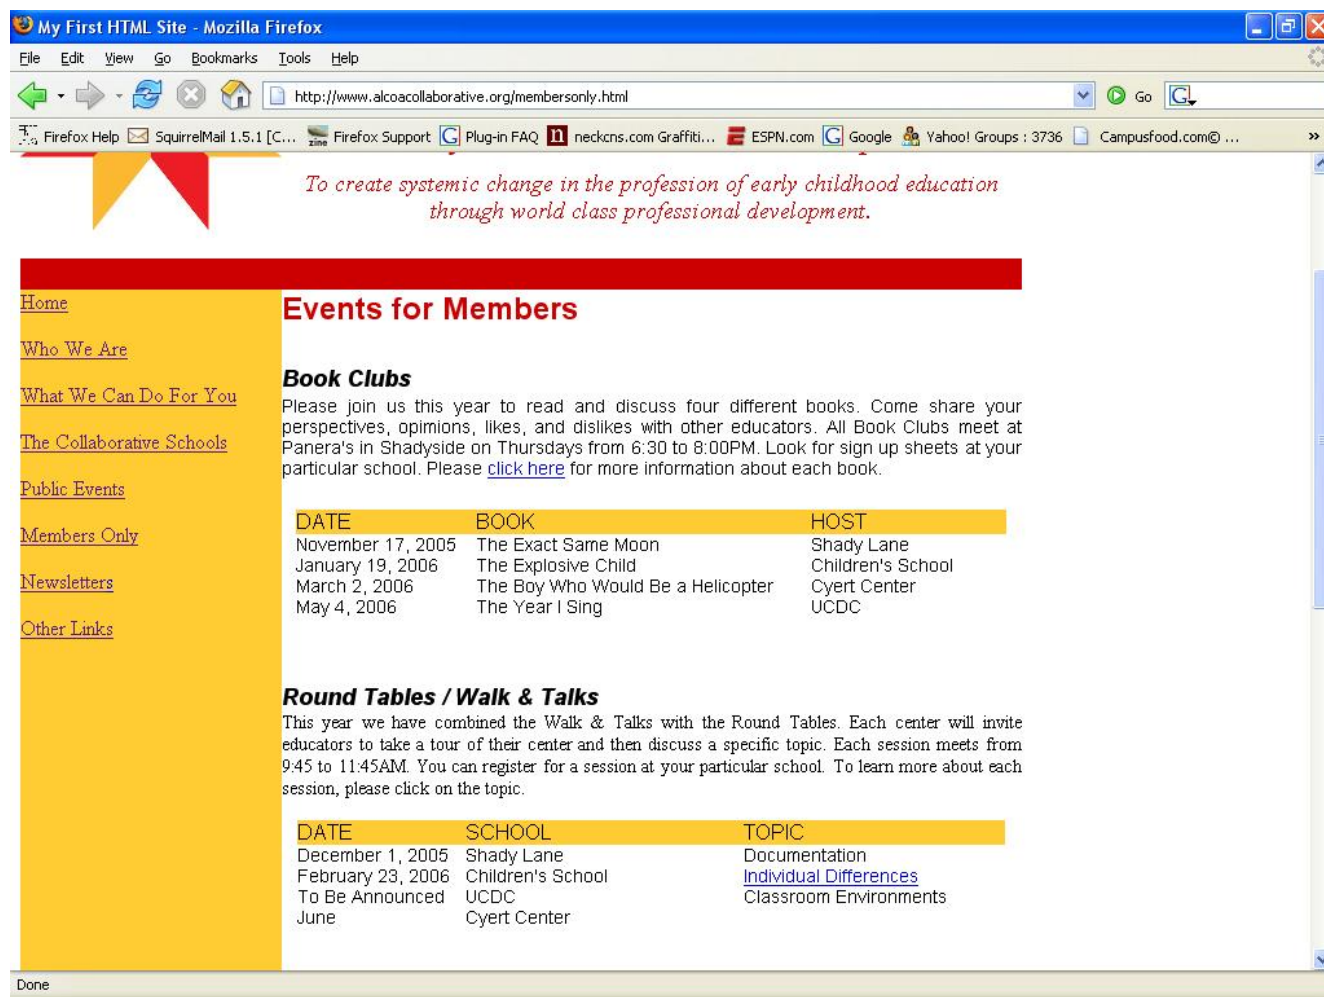 My First HTML Site - Mozilla Firefox
File Edit View Go Bookmarks Tools Help
http://www.alcoacollaborative.org/membersonly.html Go G
Firefox Help SquirrelMail 1.5.1 [C... Firefox Support Plug-in FAQ neckcns.com Graffiti... ESPN.com Google Yahoo! Groups : 3736 Campusfood.com© ... »
To create systemic change in the profession of early childhood education
through world class professional development.
Home
Who We Are
What We Can Do For You
The Collaborative Schools
Public Events
Members Only
Newsletters
Other Links
Events for Members
Book Clubs
Please join us this year to read and discuss four different books. Come share your
perspectives, opinions, likes, and dislikes with other educators. All Book Clubs meet at
Panera's in Shadyside on Thursdays from 6:30 to 8:00PM. Look for sign up sheets at your
particular school. Please click here for more information about each book.
DATE BOOK HOST
November 17, 2005 The Exact Same Moon Shady Lane
January 19, 2006 The Explosive Child Children's School
March 2, 2006 The Boy Who Would Be a Helicopter Cyert Center
May 4, 2006 The Year I Sing UCDC
Round Tables / Walk & Talks
This year we have combined the Walk & Talks with the Round Tables. Each center will invite
educators to take a tour of their center and then discuss a specific topic. Each session meets from
9:45 to 11:45AM. You can register for a session at your particular school. To learn more about each
session, please click on the topic.
DATE SCHOOL TOPIC
December 1, 2005 Shady Lane Documentation
February 23, 2006 Children's School Individual Differences
To Be Announced UCDC Classroom Environments
June Cyert Center
Done